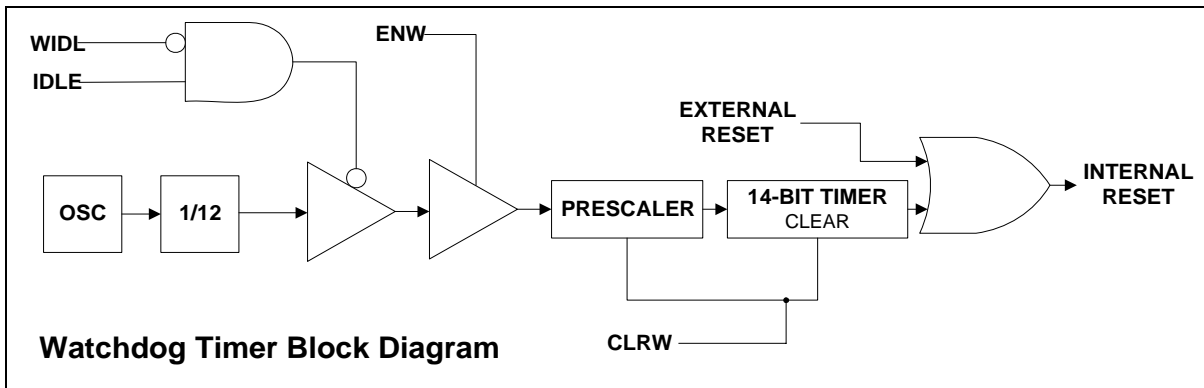 WIDL
IDLE
ENW
EXTERNAL
RESET
INTERNAL
RESET
OSC
1/12
PRESCALER
14-BIT TIMER
CLEAR
CLRW
Watchdog Timer Block Diagram